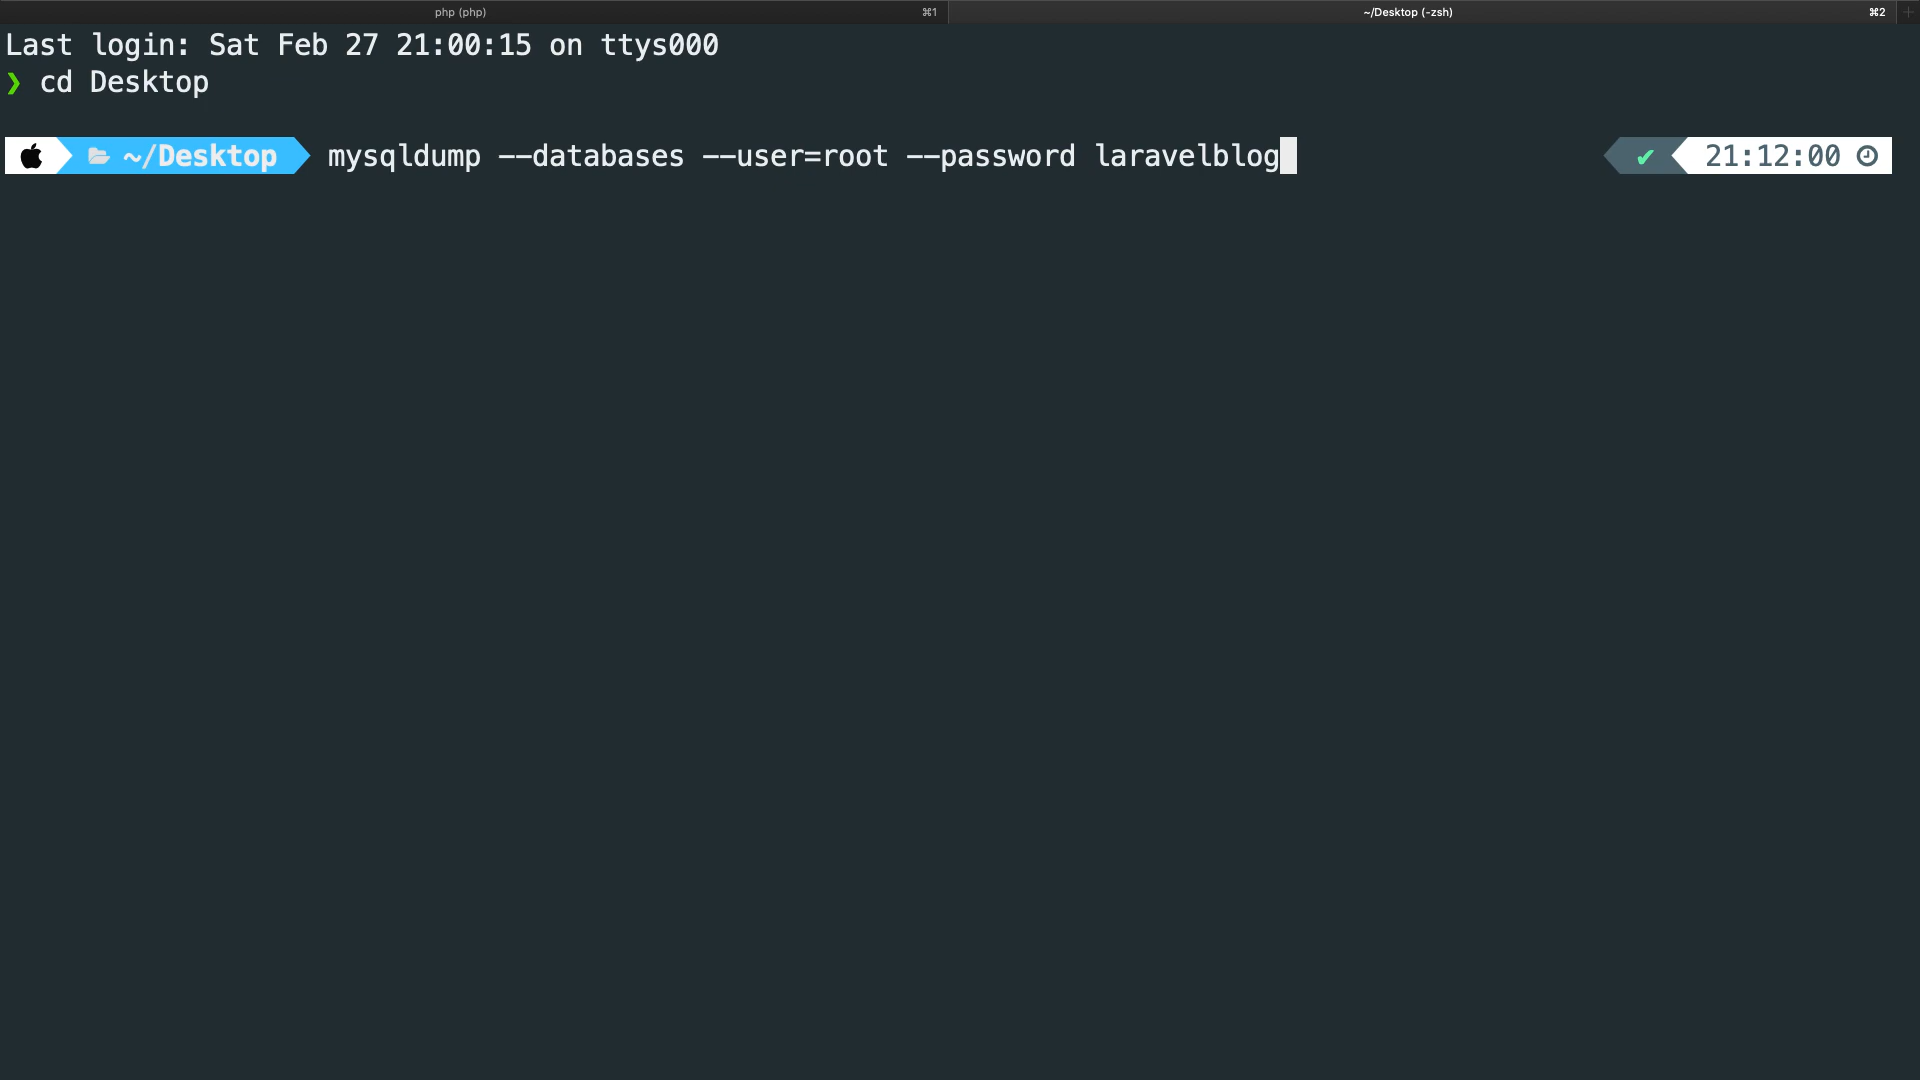 php (php) ⌘1 ~/Desktop (-zsh) ⌘2
Last login: Sat Feb 27 21:00:15 on ttys000
❯ cd Desktop
~/Desktop mysqldump --databases --user=root --password laravelblog ✔ 21:12:00